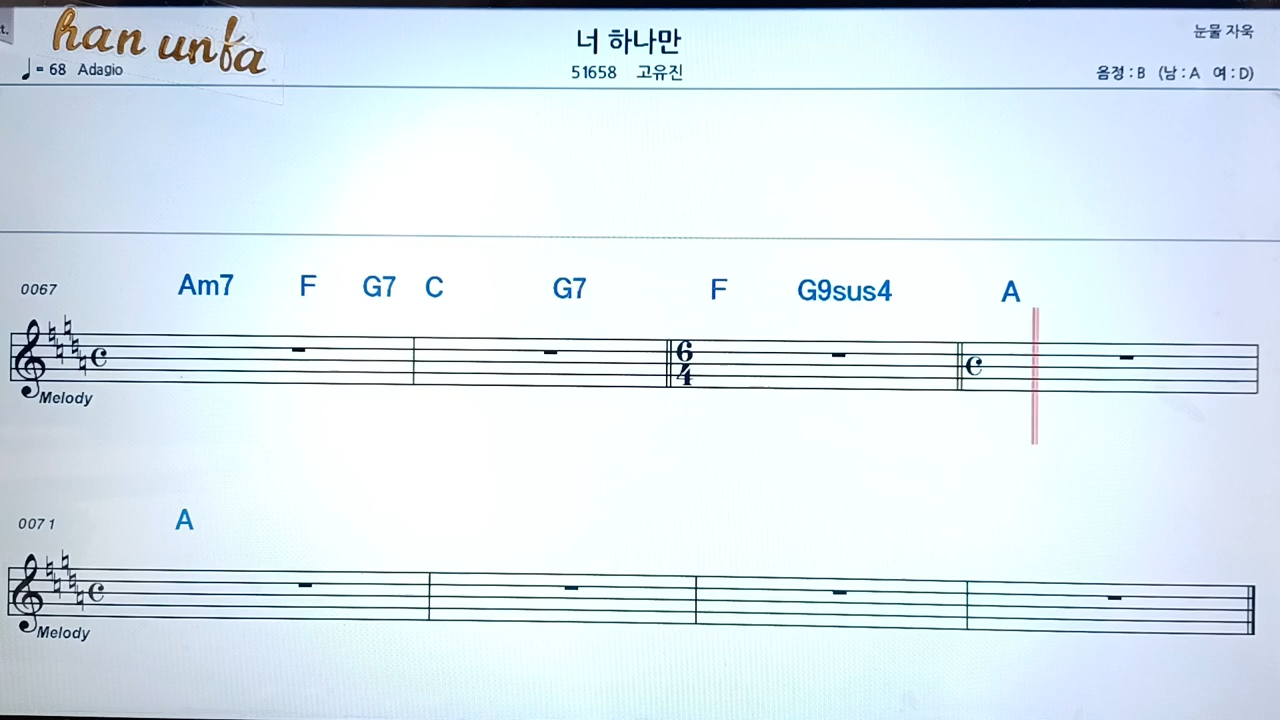 t.
han unfa
너 하나만
눈물 자욱
♩= 68 Adagio
51658 고유진
음정 : B (남 : A 여 : D)
0067
Am7 F G7 C G7 F G9sus4 A
6
4
Melody
0071
A
Melody